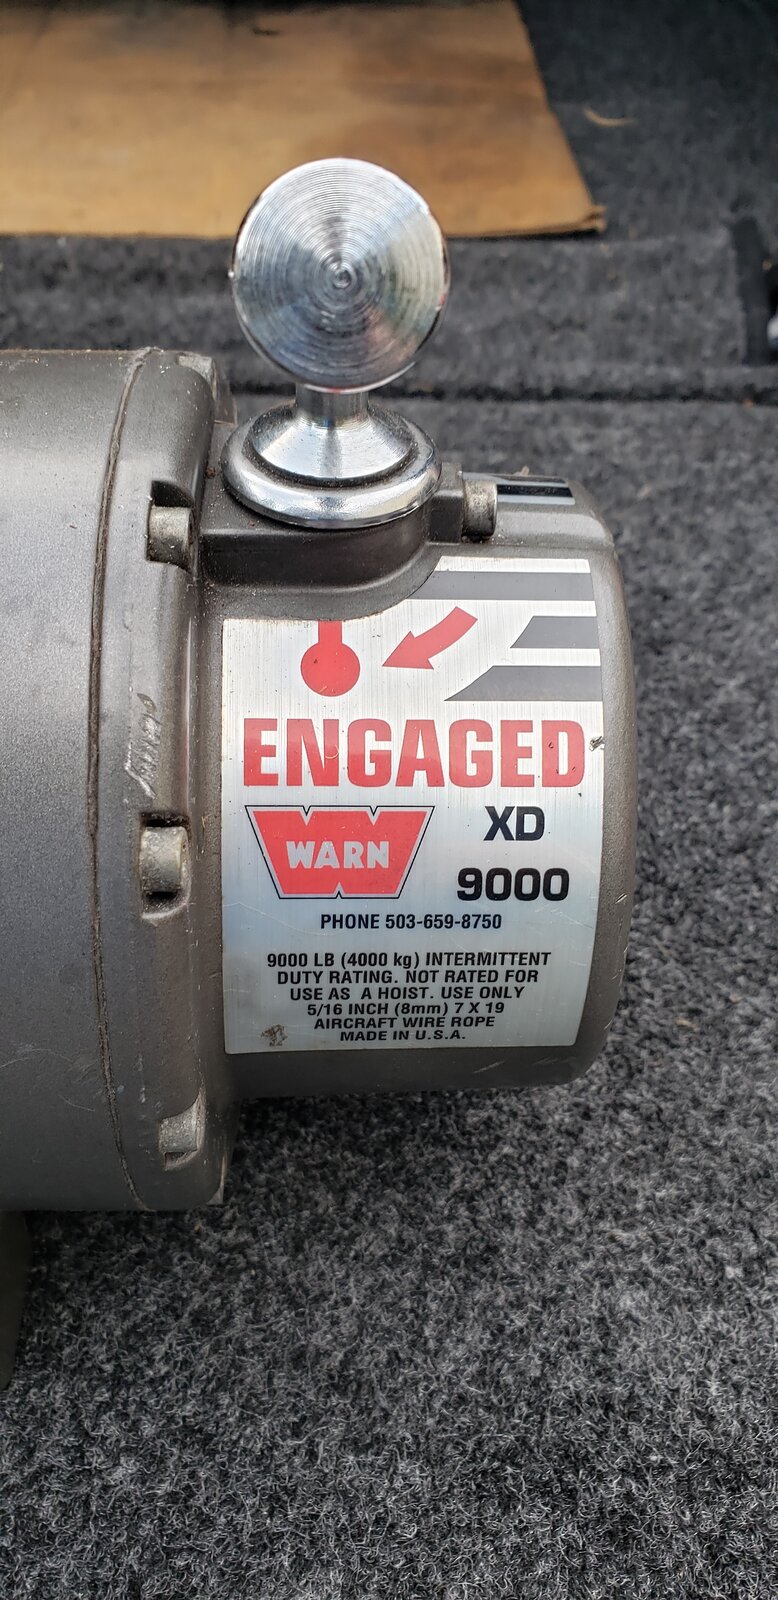 ENGAGED
WARN
XD
9000
PHONE 503-659-8750
9000 LB (4000 kg) INTERMITTENT
DUTY RATING. NOT RATED FOR
USE AS A HOIST. USE ONLY
5/16 INCH (8mm) 7 X 19
AIRCRAFT WIRE ROPE
MADE IN U.S.A.